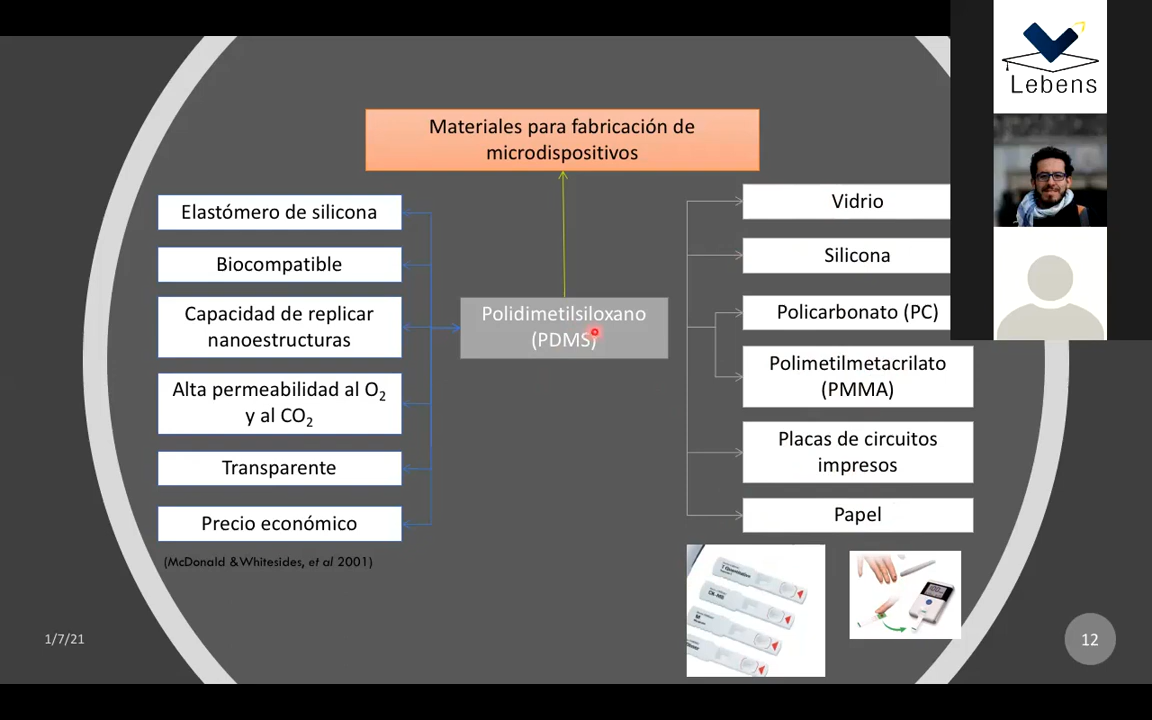 Lebens
Materiales para fabricación de
microdispositivos
Elastómero de silicona
Biocompatible
Capacidad de replicar
nanoestructuras
Alta permeabilidad al O₂
y al CO₂
Transparente
Precio económico
(McDonald &Whitesides, et al 2001)
Polidimetilsiloxano
(PDMS)
Vidrio
Silicona
Policarbonato (PC)
Polimetilmetacrilato
(PMMA)
Placas de circuitos
impresos
Papel
1/7/21
12